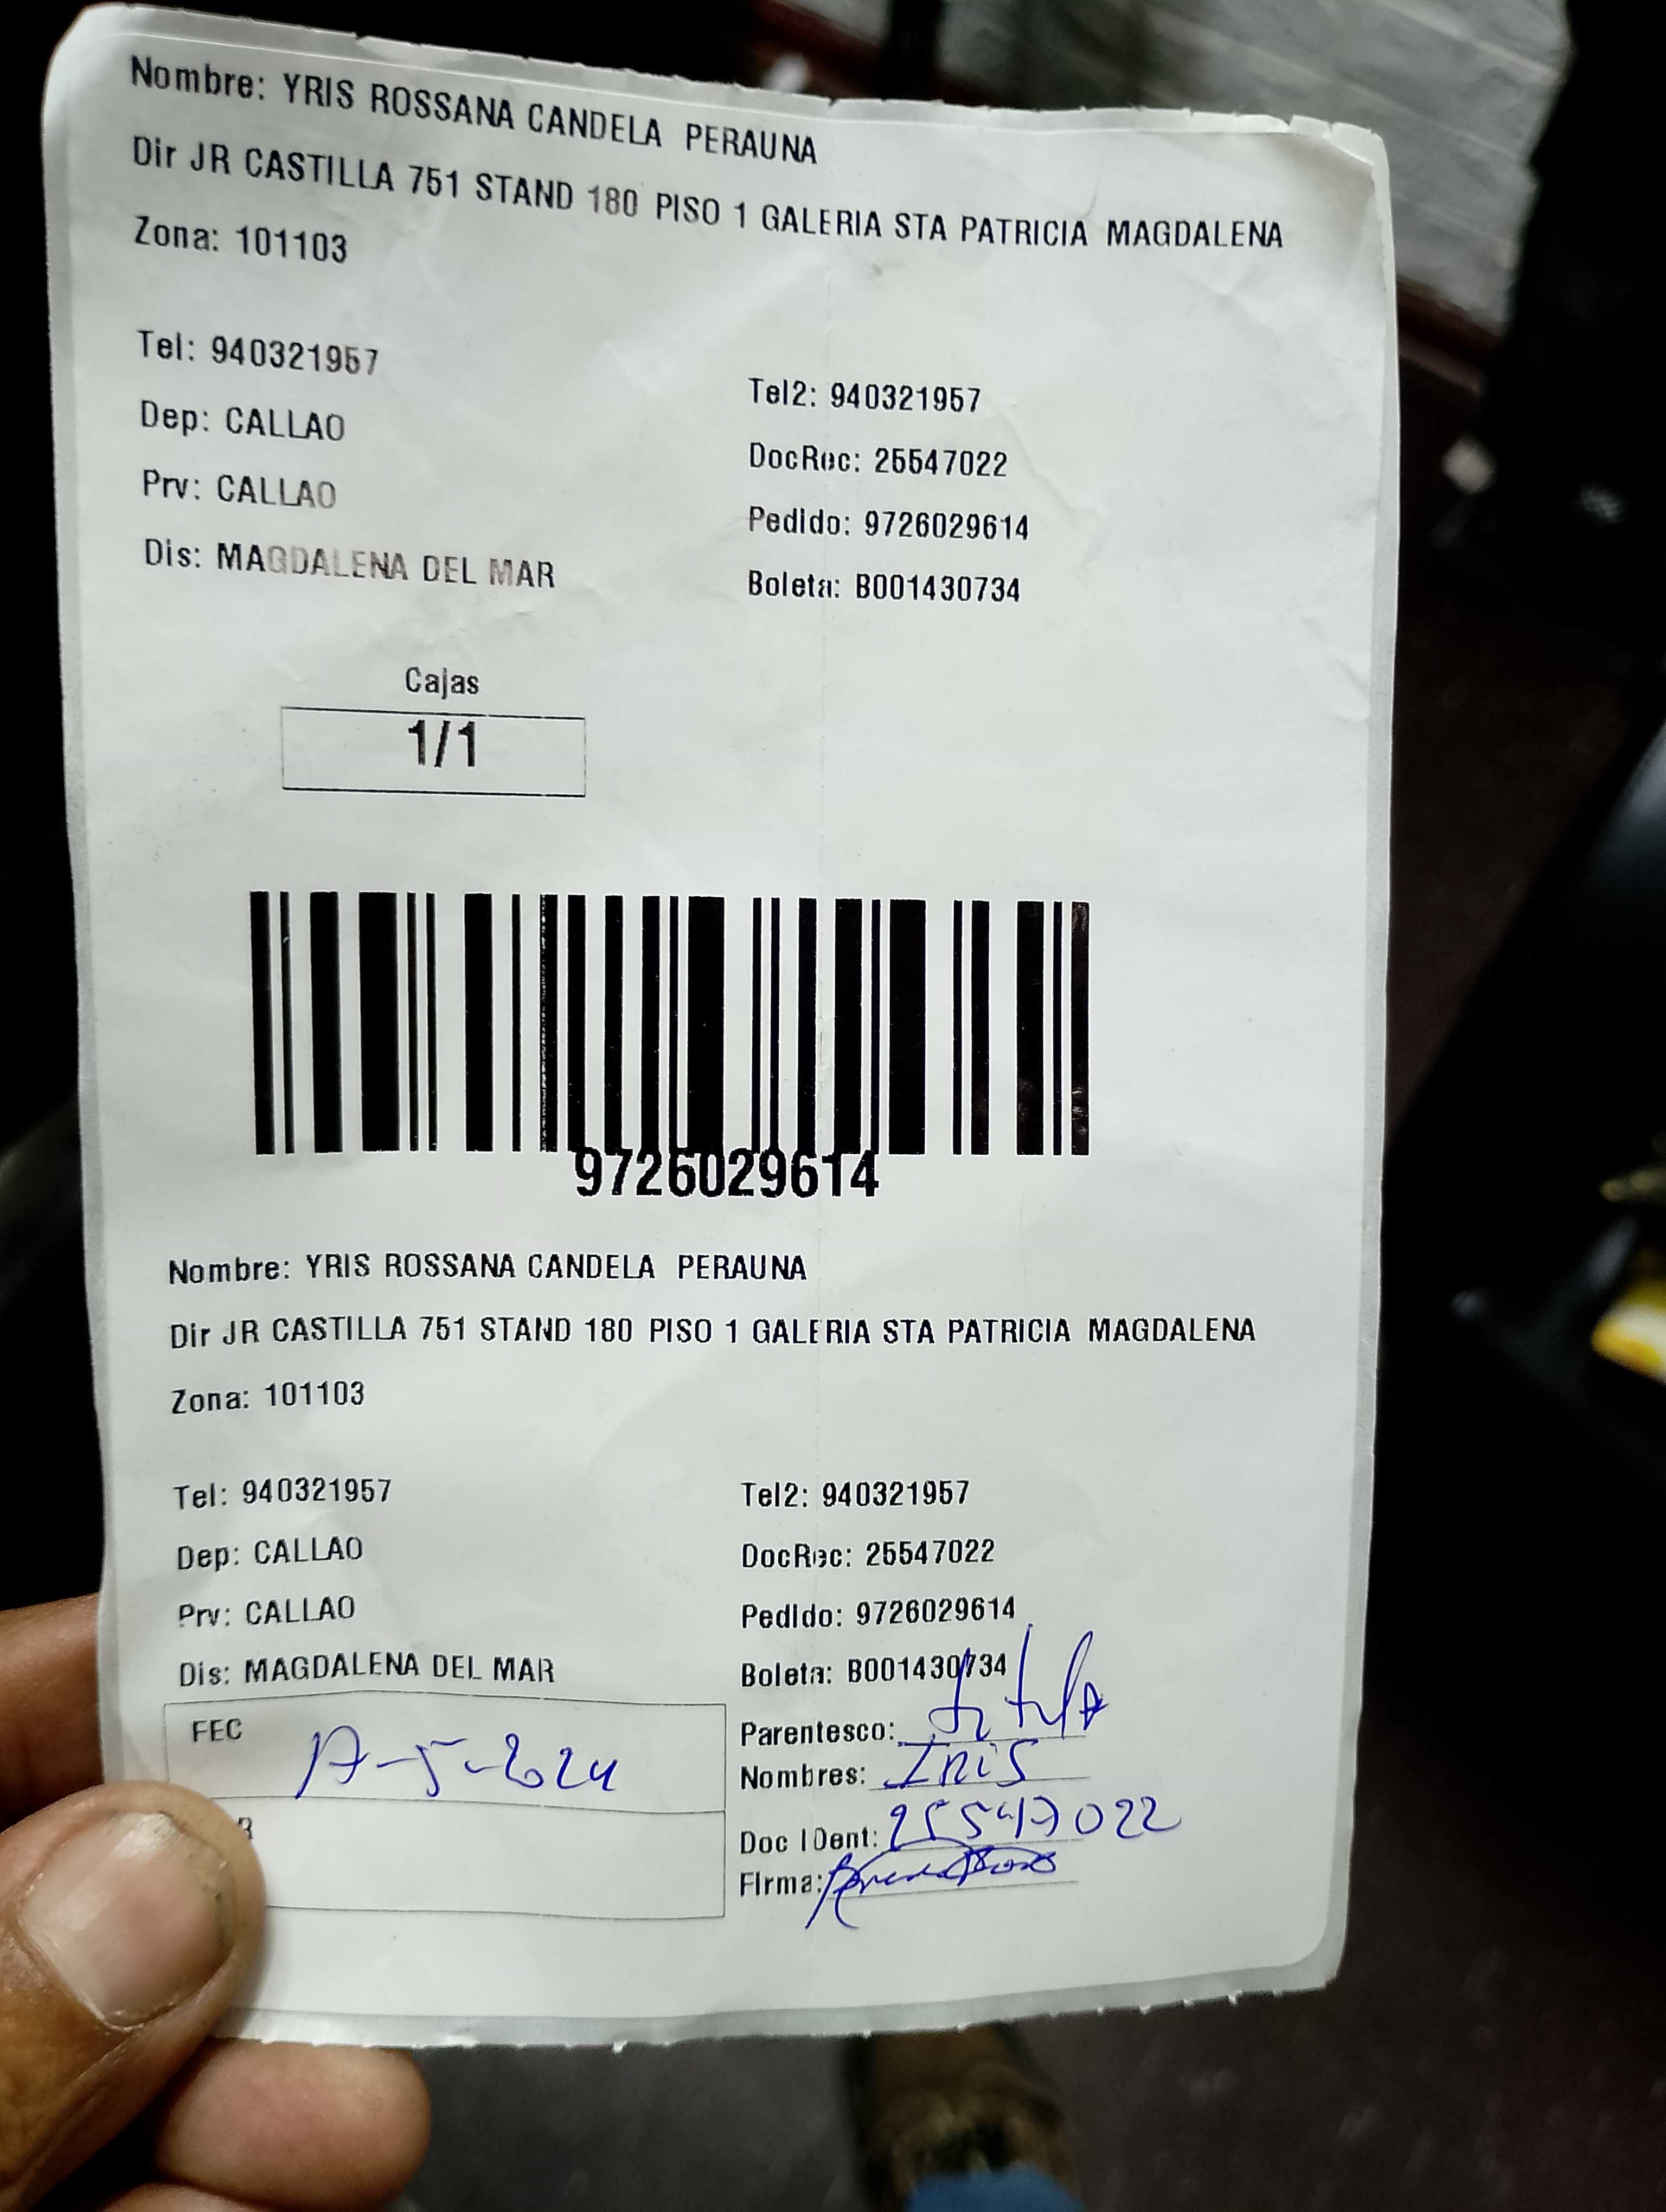 Nombre: YRIS ROSSANA CANDELA PERAUNA
Dir JR CASTILLA 751 STAND 180 PISO 1 GALERIA STA PATRICIA MAGDALENA
Zona: 101103
Tel: 940321957
Tel2: 940321957
Dep: CALLAO
DocRec: 25547022
Prv: CALLAO
Pedido: 9726029614
Dis: MAGDALENA DEL MAR
Boleta: B001430734
Cajas
1/1
9726029614
Nombre: YRIS ROSSANA CANDELA PERAUNA
Dir JR CASTILLA 751 STAND 180 PISO 1 GALERIA STA PATRICIA MAGDALENA
Zona: 101103
Tel: 940321957
Tel2: 940321957
Dep: CALLAO
DocRec: 25547022
Prv: CALLAO
Pedido: 9726029614
Dis: MAGDALENA DEL MAR
Boleta: B001430734
FEC 17-5-2024
Parentesco:
Nombres: IRIS
Doc IDent: 25547022
Firma: